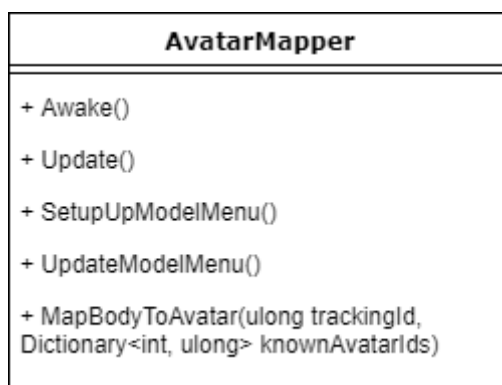 AvatarMapper
+ Awake()
+ Update()
+ SetupUpModelMenu()
+ UpdateModelMenu()
+ MapBodyToAvatar(ulong trackingId,
Dictionary<int, ulong> knownAvatarIds)